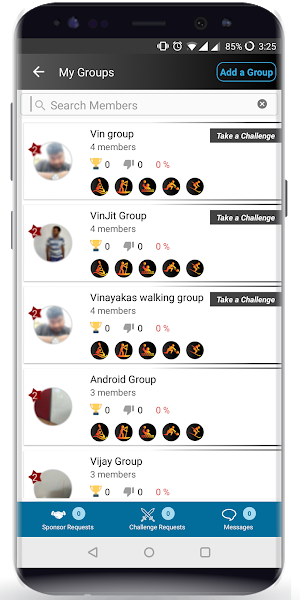 85% 3:25
My Groups
Add a Group
Search Members
Vin group
Take a Challenge
4 members
0 0 0 %
2
VinJit Group
Take a Challenge
4 members
0 0 0 %
2
Vinayakas walking group
Take a Challenge
4 members
0 0 0 %
2
Android Group
3 members
0 0 0 %
2
Vijay Group
3 members
0 0 0 %
2
0 0 0
Sponsor Requests Challenge Requests Messages